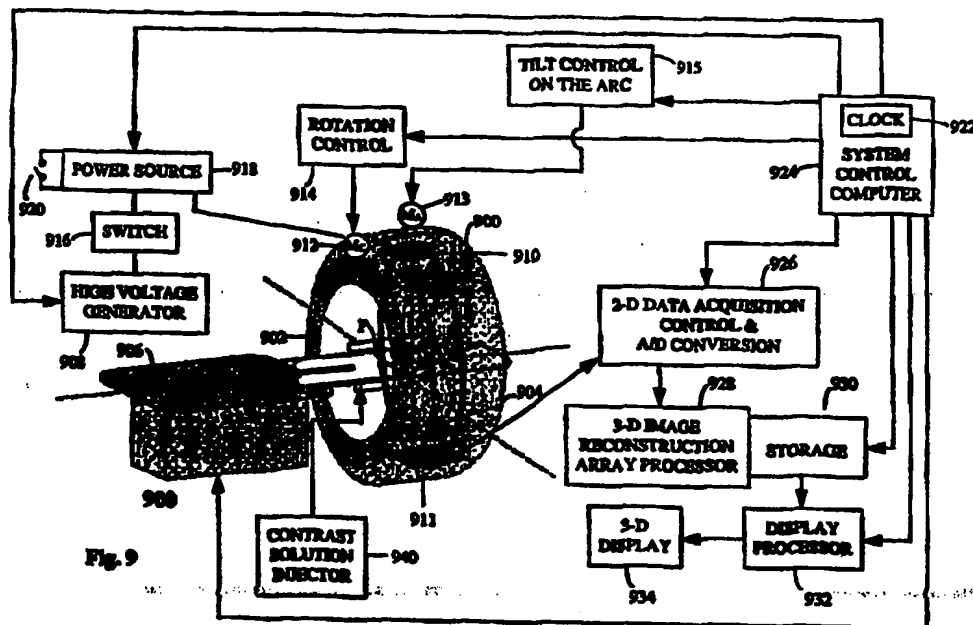 TILT CONTROL
ON THE ARC
915
CLOCK
922
SYSTEM
CONTROL
COMPUTER
924
ROTATION
CONTROL
914
913
POWER SOURCE
918
920
SWITCH
916
912
900
910
HIGH VOLTAGE
GENERATOR
908
906
902
P
904
926
2-D DATA ACQUISITION
CONTROL &
A/D CONVERSION
928
930
3-D IMAGE
RECONSTRUCTION
ARRAY PROCESSOR
STORAGE
900
911
CONTRAST
SOLUTION
INJECTOR
940
3-D
DISPLAY
934
DISPLAY
PROCESSOR
932
Fig. 9